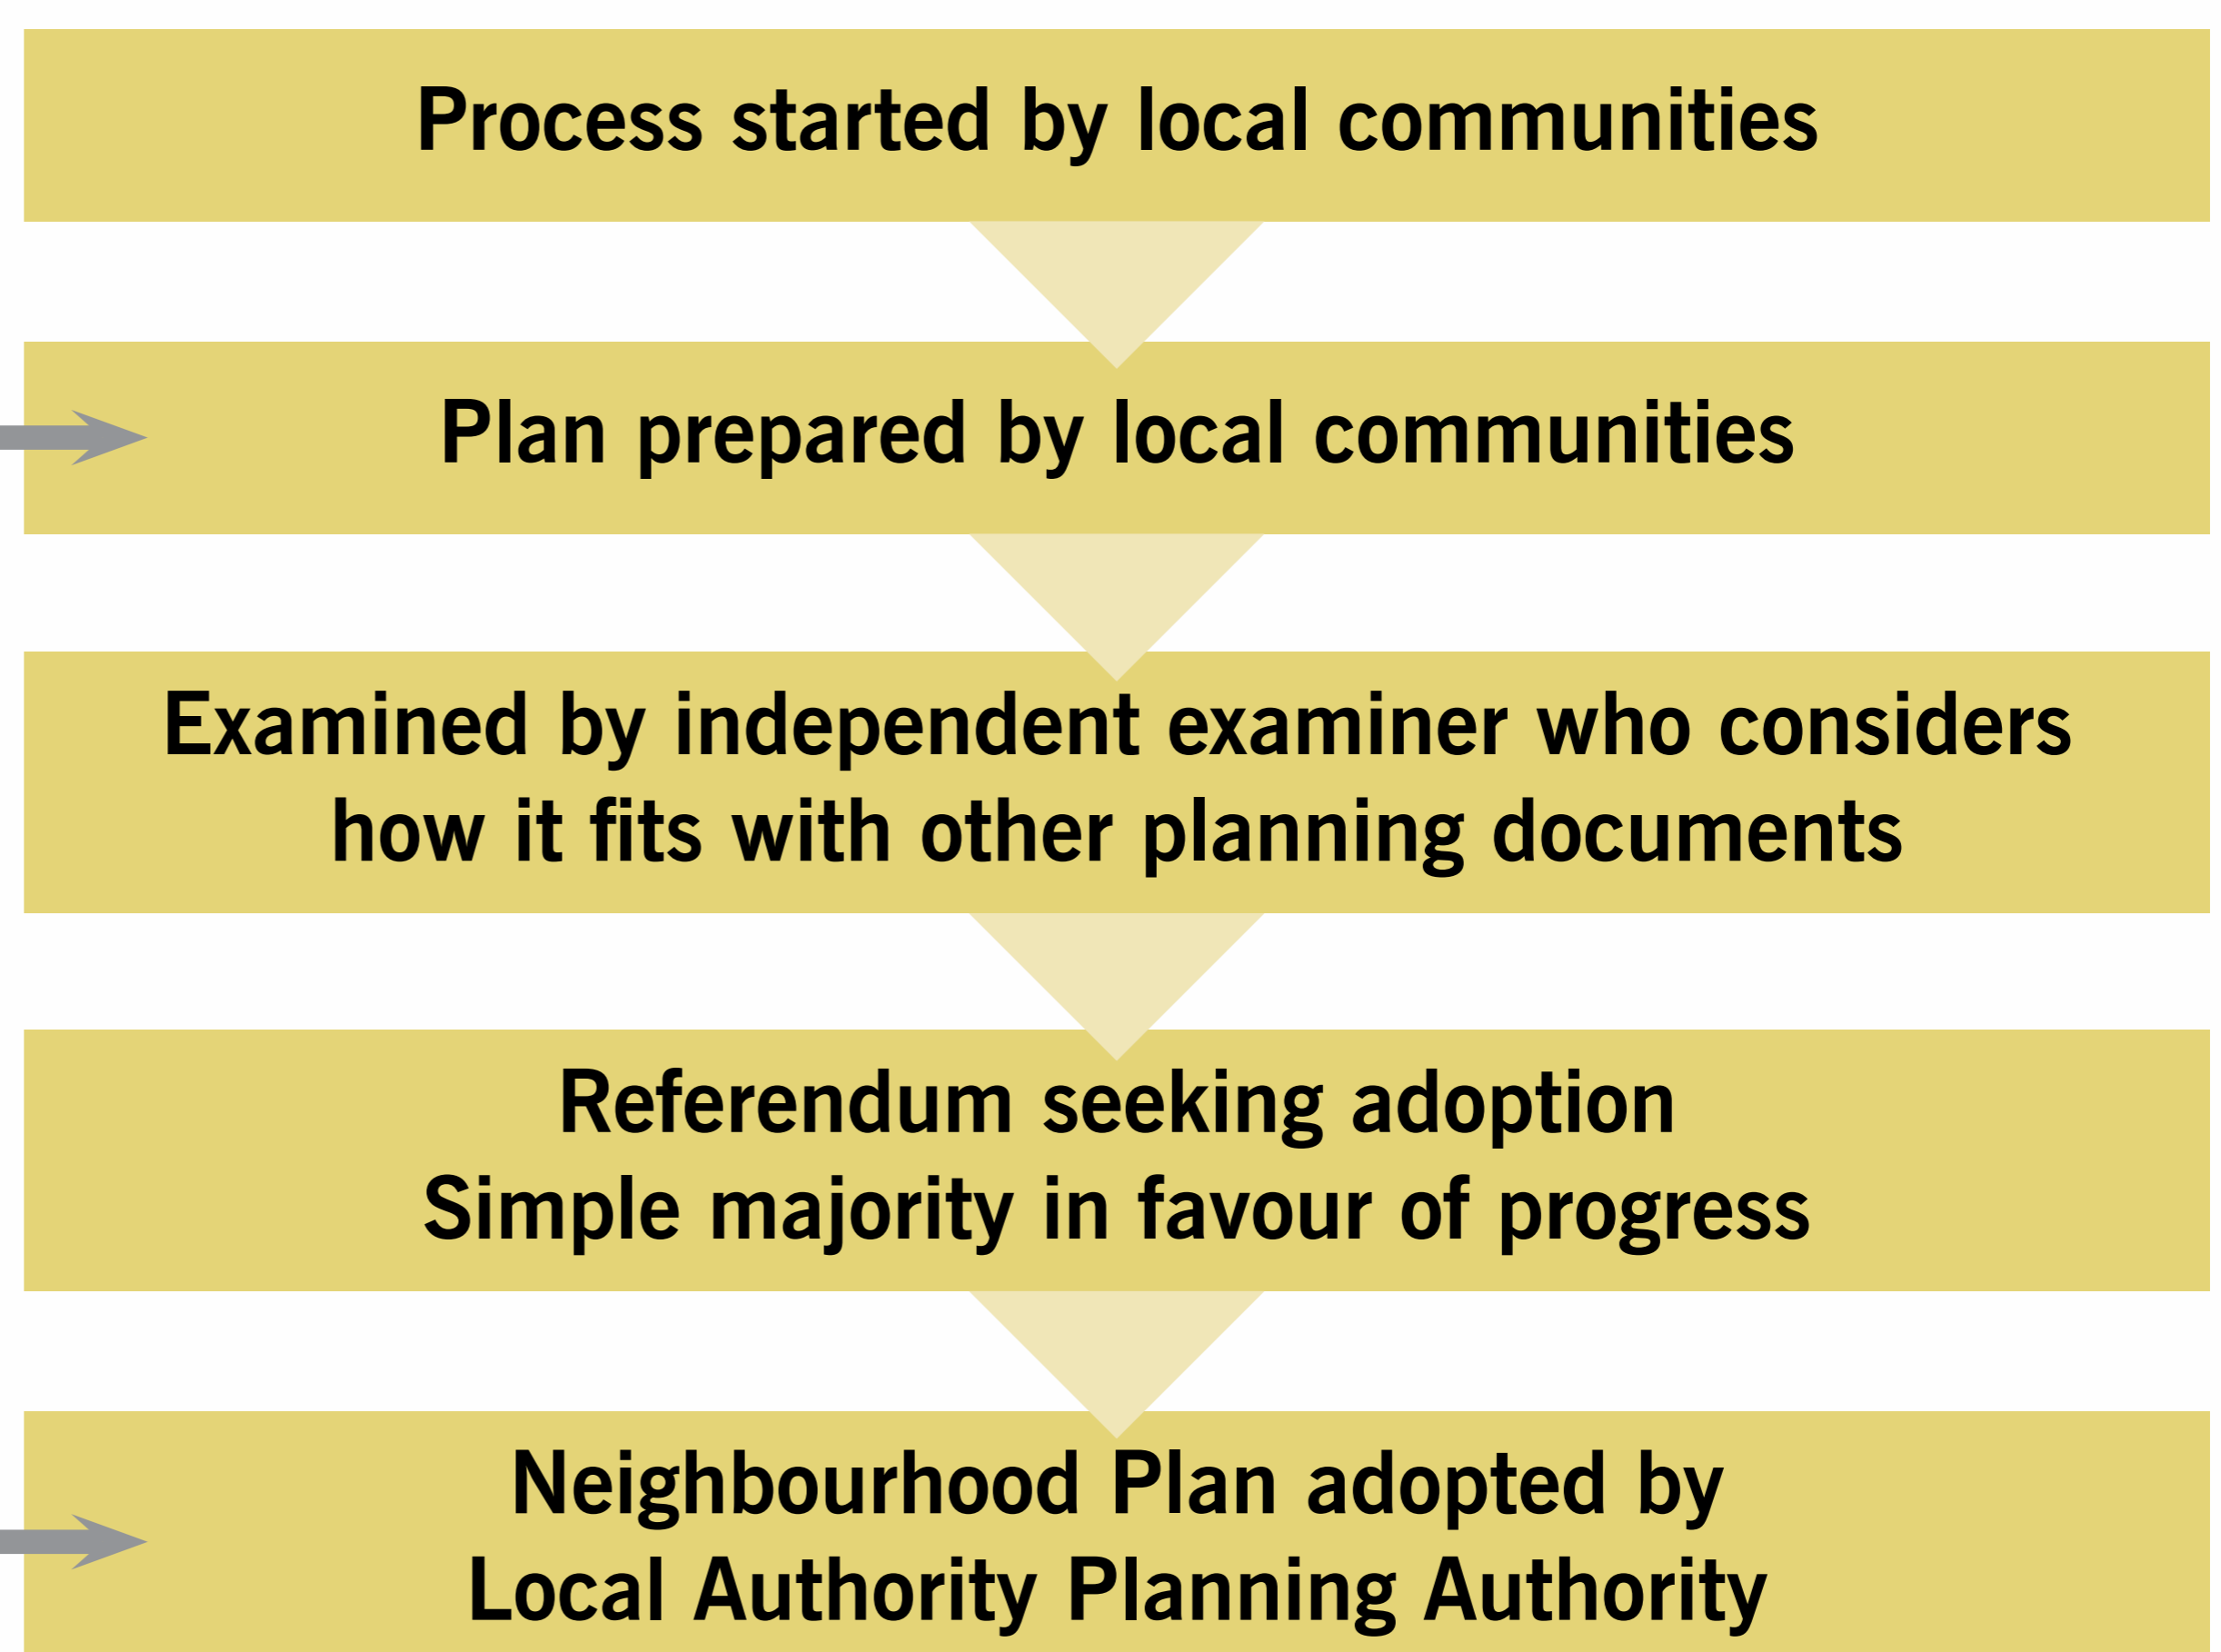 Process started by local communities
Plan prepared by local communities
Examined by independent examiner who considers
how it fits with other planning documents
Referendum seeking adoption
Simple majority in favour of progress
Neighbourhood Plan adopted by
Local Authority Planning Authority